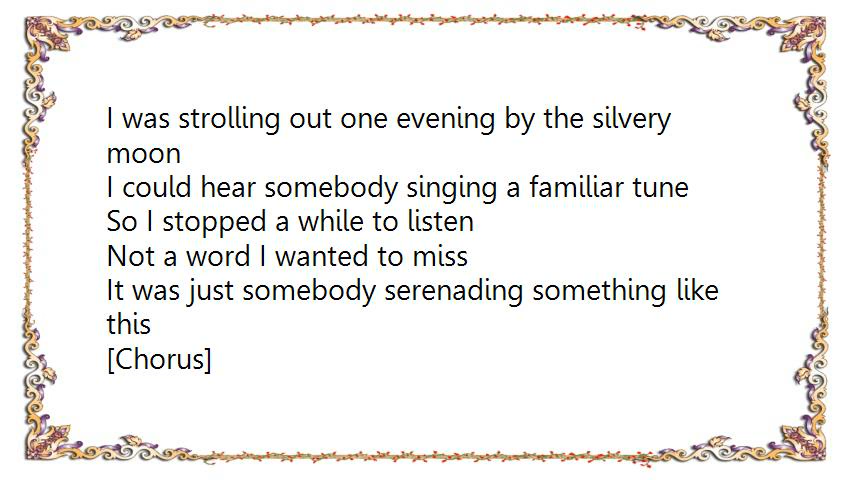 I was strolling out one evening by the silvery
moon
I could hear somebody singing a familiar tune
So I stopped a while to listen
Not a word I wanted to miss
It was just somebody serenading something like
this
[Chorus]